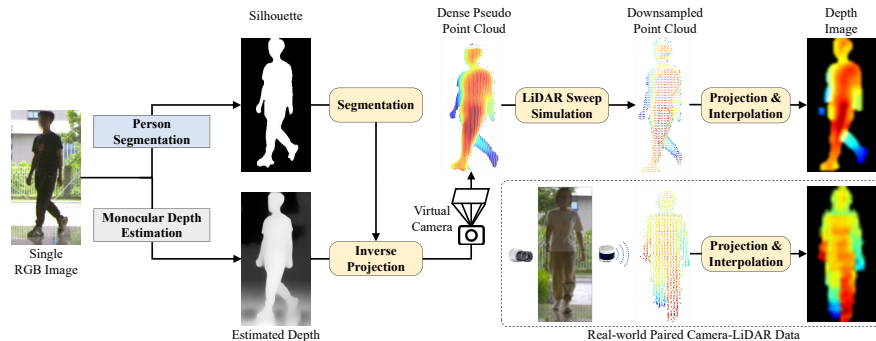 Silhouette
Dense Pseudo
Point Cloud
Downsampled
Point Cloud
Depth
Image
Person
Segmentation
Segmentation
LiDAR Sweep
Simulation
Projection &
Interpolation
Single
RGB Image
Monocular Depth
Estimation
Inverse
Projection
Virtual
Camera
Projection &
Interpolation
Estimated Depth
Real-world Paired Camera-LiDAR Data